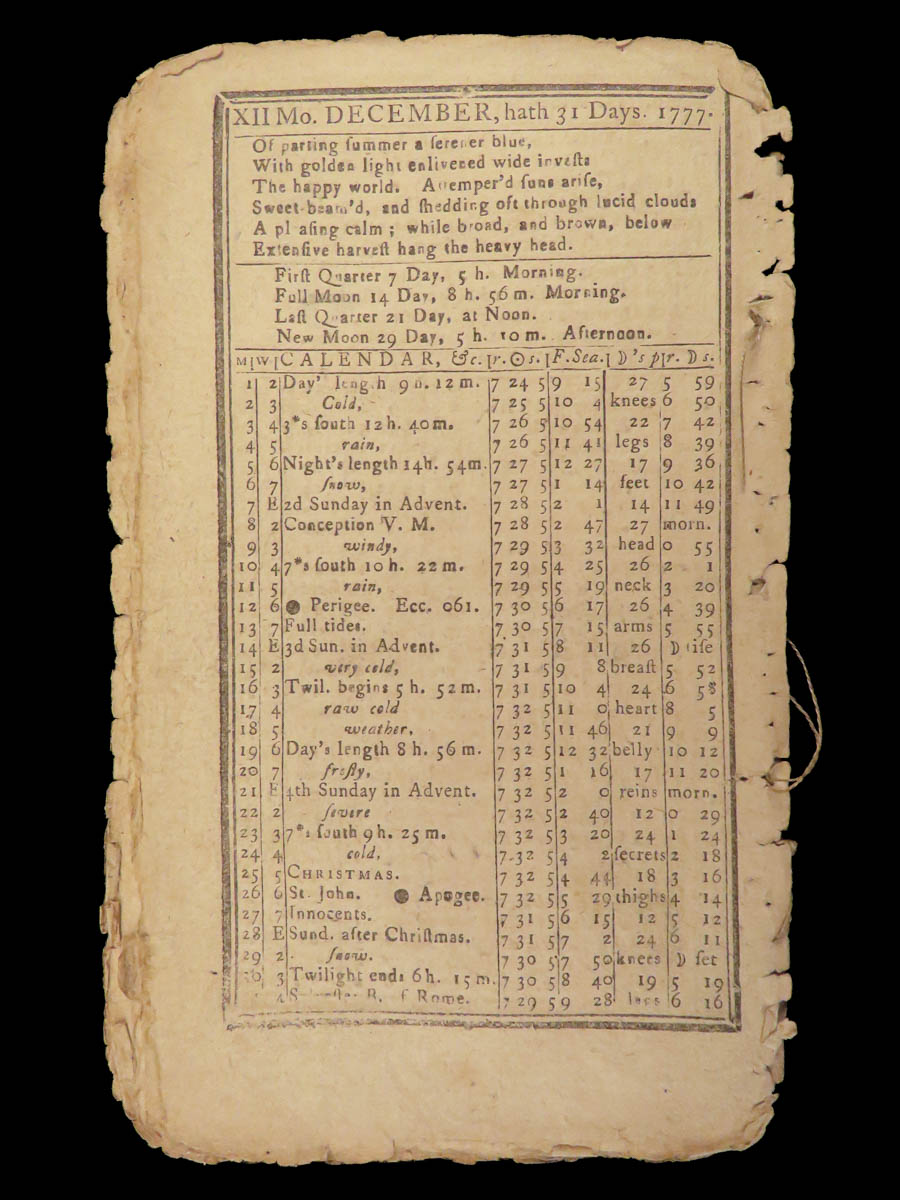 XII Mo. DECEMBER, hath 31 Days. 1777.
Of parting ſummer a ſerener blue,
With golden light enlivened wide inveſts
The happy world. A emper'd ſuns ariſe,
Sweet-beam'd, and ſhedding oft through lucid clouds
A pl aſing calm ; while broad, and brown, below
Extenſive harveſt hang the heavy head.
Firſt Quarter 7 Day, 5 h. Morning.
Full Moon 14 Day, 8 h. 56 m. Morning.
Laſt Quarter 21 Day, at Noon.
New Moon 29 Day, 5 h. 10 m. Afternoon.
M|W|CALENDAR, &c.|r.☉s.|F.Sea.|☽'s p|r. ☽ s.
1 2 Day' length 9 h. 12 m. 7 24 5 9 15 27 5 59
2 3 Cold, 7 25 5 10 4 knees 6 50
3 4 3*s ſouth 12 h. 40 m. 7 26 5 10 54 22 7 42
4 5 rain, 7 26 5 11 41 legs 8 39
5 6 Night's length 14h. 54m. 7 27 5 12 27 17 9 36
6 7 ſnow, 7 27 5 1 14 feet 10 42
7 E 2d Sunday in Advent. 7 28 5 2 1 14 11 49
8 2 Conception V. M. 7 28 5 2 47 27 morn.
9 3 windy, 7 29 5 3 32 head 0 55
10 4 7*s ſouth 10 h. 22 m. 7 29 5 4 25 26 2 1
11 5 rain, 7 29 5 5 19 neck 3 20
12 6 ● Perigee. Ecc. 061. 7 30 5 6 17 26 4 39
13 7 Full tides. 7 30 5 7 15 arms 5 55
14 E 3d Sun. in Advent. 7 31 5 8 11 26 ☽ iſe
15 2 very cold, 7 31 5 9 8 breaſt 5 52
16 3 Twil. begins 5 h. 52 m. 7 31 5 10 4 24 6 58
17 4 raw cold 7 32 5 11 0 heart 8 5
18 5 weather, 7 32 5 11 46 21 9 9
19 6 Day's length 8 h. 56 m. 7 32 5 12 32 belly 10 12
20 7 froſty, 7 32 5 1 16 17 11 20
21 E 4th Sunday in Advent. 7 32 5 2 0 reins morn.
22 2 ſevere 7 32 5 2 40 12 0 29
23 3 7*s ſouth 9 h. 25 m. 7 32 5 3 20 24 1 24
24 4 cold, 7 32 5 4 2 ſecrets 2 18
25 5 CHRISTMAS. 7 32 5 4 44 18 3 16
26 6 St. John. ● Apogee. 7 32 5 5 29 thighs 4 14
27 7 Innocents. 7 31 5 6 15 12 5 12
28 E Sund. after Chriſtmas. 7 31 5 7 2 24 6 11
29 2 ſnow. 7 30 5 7 50 knees ☽ ſet
30 3 Twilight ends 6 h. 15 m. 7 30 5 8 40 19 5 19
4 B. Rome. 7 29 5 9 28 legs 6 16